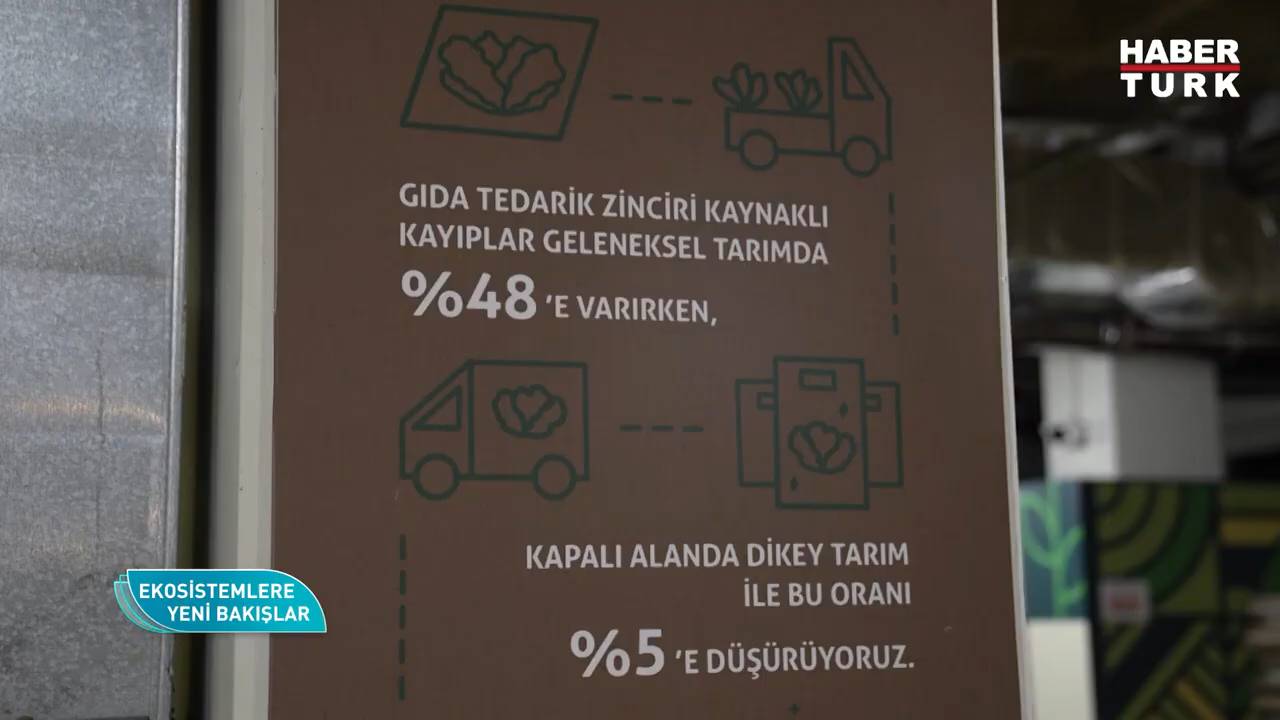 HABER
TURK
GIDA TEDARİK ZİNCİRİ KAYNAKLI
KAYIPLAR GELENEKSEL TARIMDA
%48 'E VARIRKEN,
KAPALI ALANDA DİKEY TARIM
İLE BU ORANI
%5 'E DÜŞÜRÜYORUZ.
EKOSİSTEMLERE
YENİ BAKIŞLAR